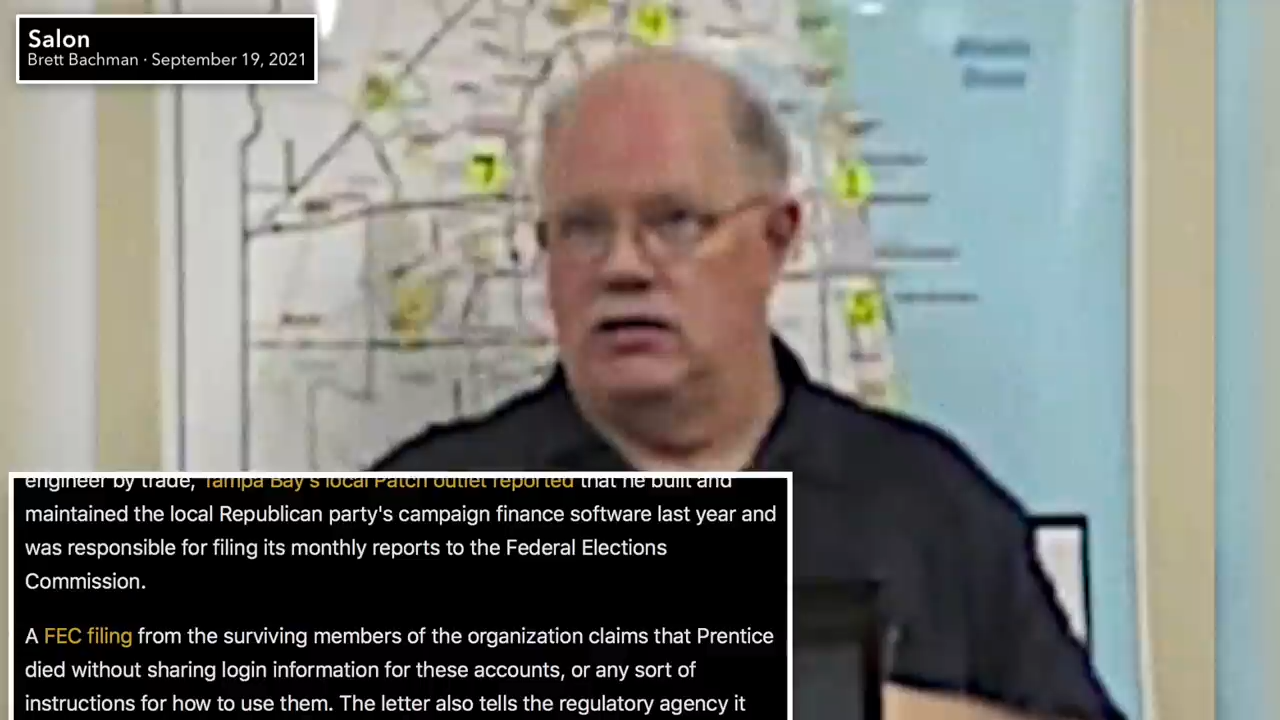 Salon
Brett Bachman · September 19, 2021
4
7
1
5
engineer by trade, Tampa Bay's local Patch outlet reported that he built and
maintained the local Republican party's campaign finance software last year and
was responsible for filing its monthly reports to the Federal Elections
Commission.
A FEC filing from the surviving members of the organization claims that Prentice
died without sharing login information for these accounts, or any sort of
instructions for how to use them. The letter also tells the regulatory agency it